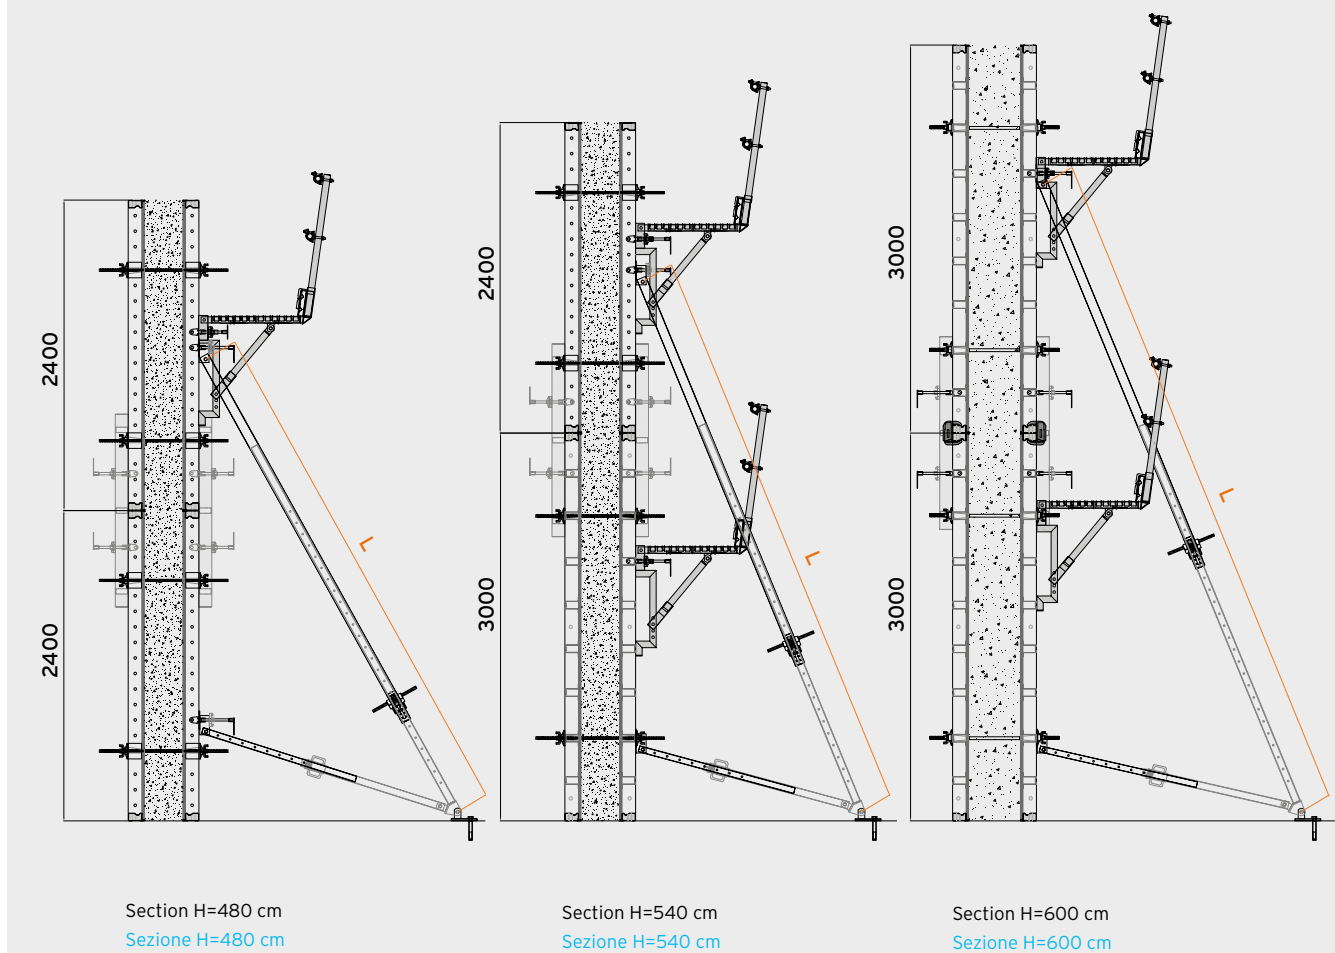 2400
2400
L
Section H=480 cm
Sezione H=480 cm
2400
3000
L
Section H=540 cm
Sezione H=540 cm
3000
3000
L
Section H=600 cm
Sezione H=600 cm